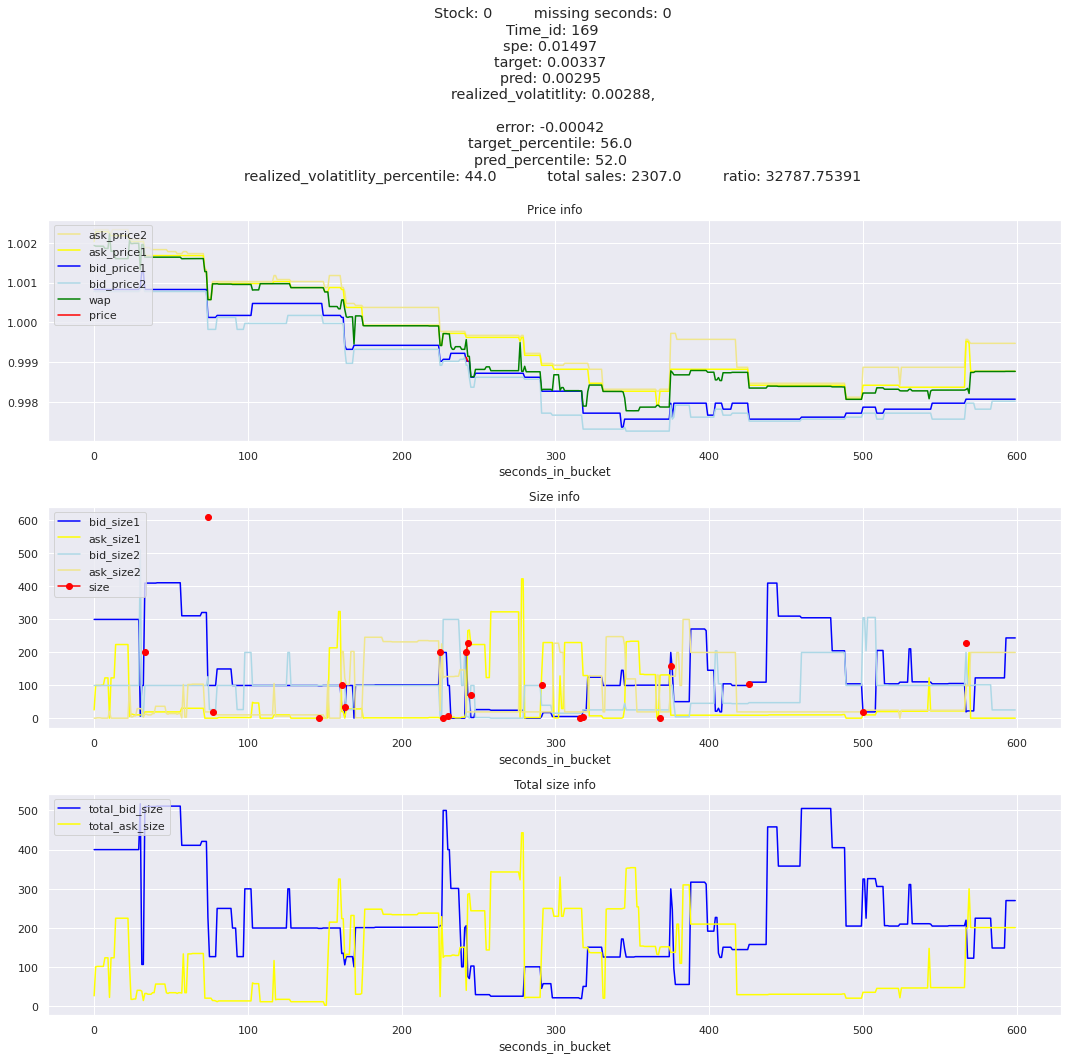 Stock: 0 missing seconds: 0
Time_id: 169
spe: 0.01497
target: 0.00337
pred: 0.00295
realized_volatitlity: 0.00288,
error: -0.00042
target_percentile: 56.0
pred_percentile: 52.0
realized_volatitlity_percentile: 44.0 total sales: 2307.0 ratio: 32787.75391
Price info
1.002
1.001
1.000
0.999
0.998
ask_price2
ask_price1
bid_price1
bid_price2
wap
price
0 100 200 300 400 500 600
seconds_in_bucket
Size info
600
500
400
300
200
100
0
bid_size1
ask_size1
bid_size2
ask_size2
size
0 100 200 300 400 500 600
seconds_in_bucket
Total size info
500
400
300
200
100
0
total_bid_size
total_ask_size
0 100 200 300 400 500 600
seconds_in_bucket